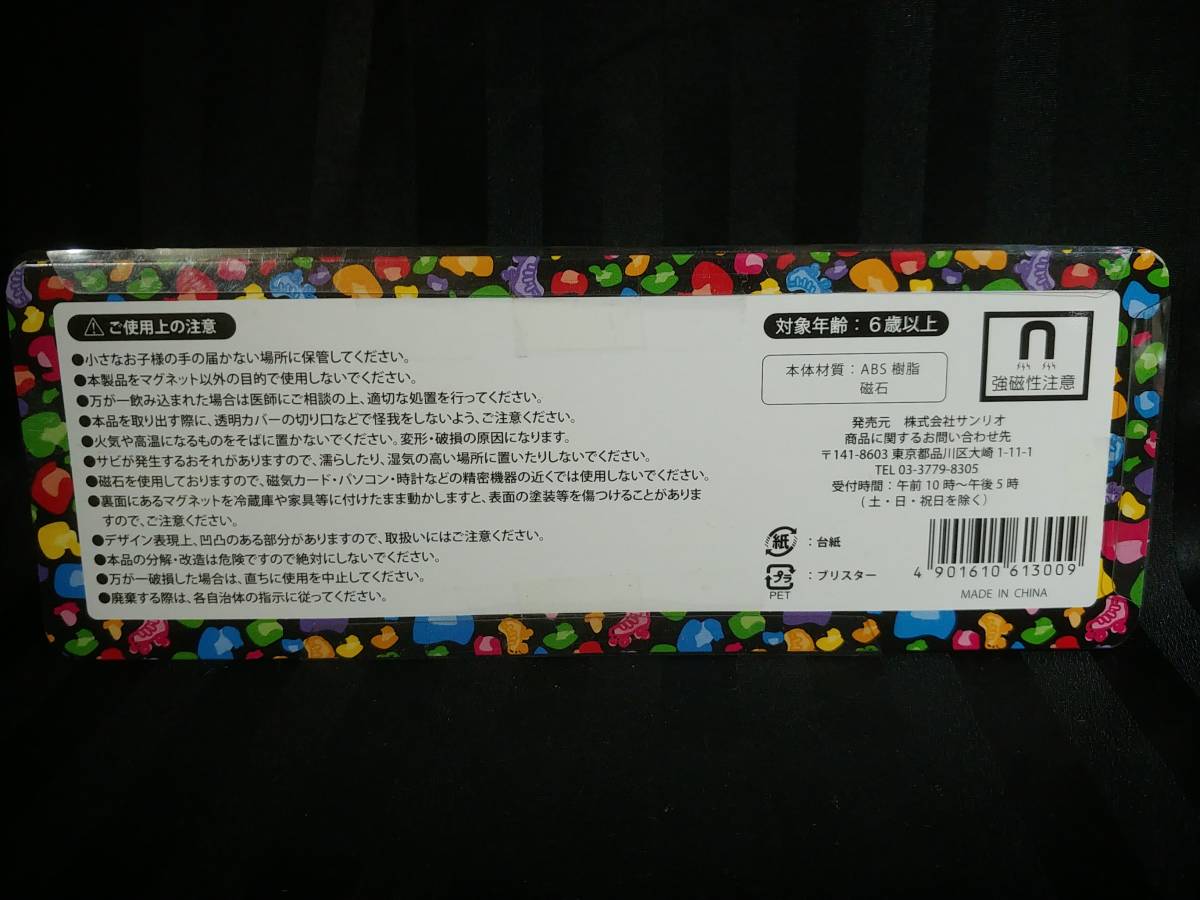 ご使用上の注意
●小さなお子様の手の届かない場所に保管してください。
●本製品をマグネット以外の目的で使用しないでください。
●万が一飲み込まれた場合は医師にご相談の上、適切な処置を行ってください。
●本品を取り出す際に、透明カバーの切り口などで怪我をしないよう、ご注意ください。
●火気や高温になるものをそばに置かないでください。変形・破損の原因になります。
●サビが発生するおそれがありますので、濡らしたり、湿気の高い場所に置いたりしないでください。
●磁石を使用しておりますので、磁気カード・パソコン・時計などの精密機器の近くでは使用しないでください。
●裏面にあるマグネットを冷蔵庫や家具等に付けたまま動かしますと、表面の塗装等を傷つけることがありま
すので、ご注意ください。
●デザイン表現上、凹凸のある部分がありますので、取扱いにはご注意ください。
●本品の分解・改造は危険ですので絶対にしないでください。
●万が一破損した場合は、直ちに使用を中止してください。
●廃棄する際は、各自治体の指示に従ってください。
対象年齢：6歳以上
本体材質：ABS 樹脂
磁石
強磁性注意
発売元 株式会社サンリオ
商品に関するお問い合わせ先
〒141-8603 東京都品川区大崎 1-11-1
TEL 03-3779-8305
受付時間：午前 10 時～午後 5 時
(土・日・祝日を除く)
紙 ：台紙
プラ ：ブリスター
PET
4 901610 613009
MADE IN CHINA